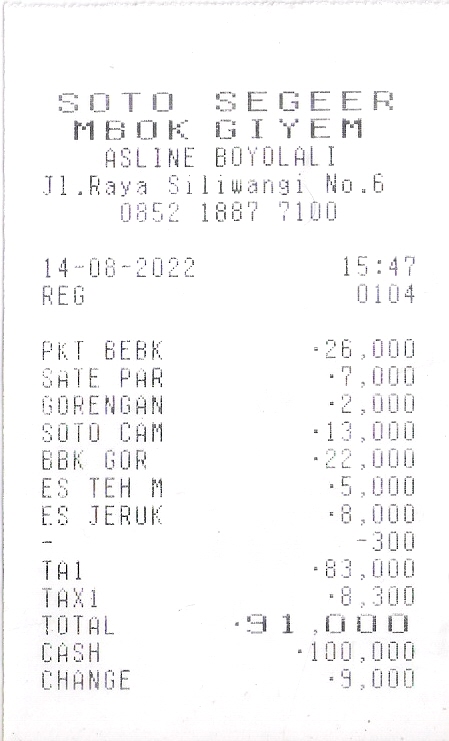 SOTO SEGEER
MBOK GIYEM
ASLINE BOYOLALI
Jl.Raya Siliwangi No.6
0852 1887 7100
14-08-2022 15:47
REG 0104
PKT BEBK ·26,000
SATE PAR ·7,000
GORENGAN ·2,000
SOTO CAM ·13,000
BBK GOR ·22,000
ES TEH M ·5,000
ES JERUK ·8,000
- -300
TA1 ·83,000
TAX1 ·8,300
TOTAL ·91,000
CASH ·100,000
CHANGE ·9,000